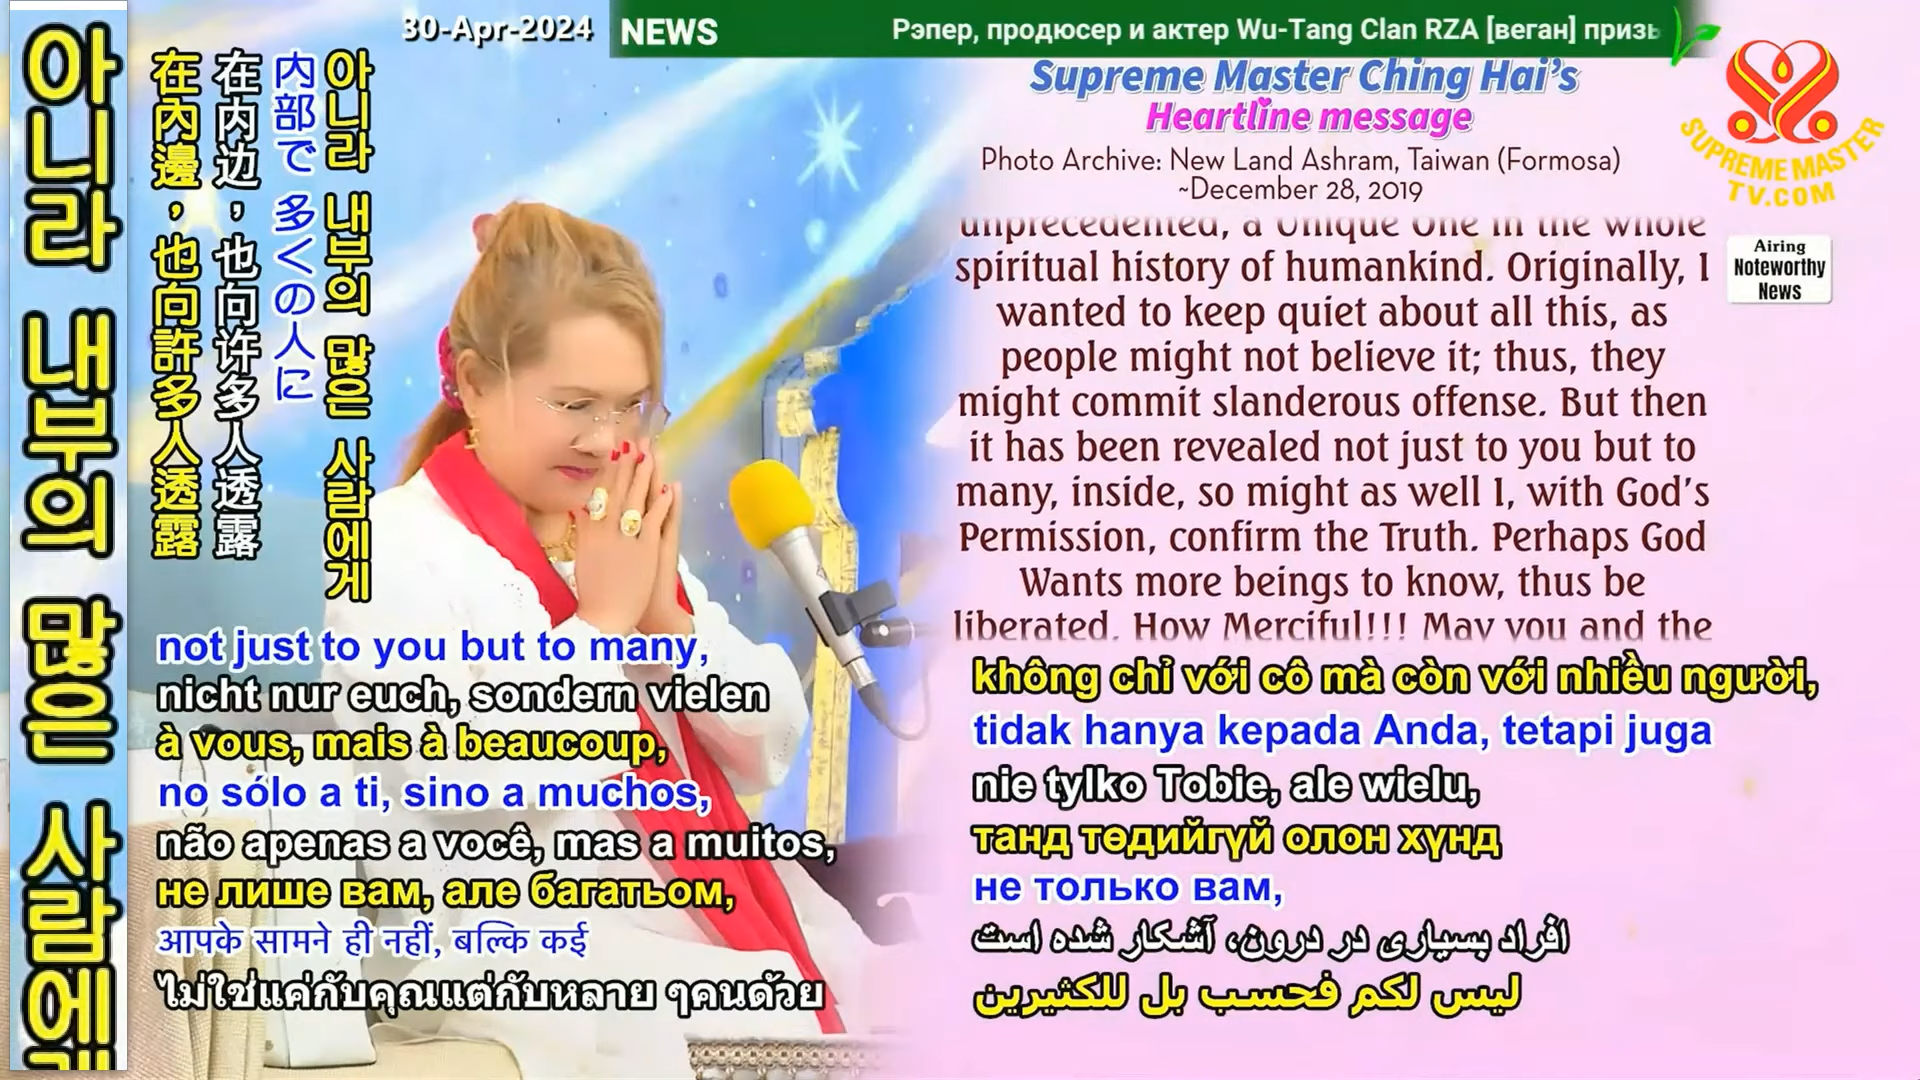 30-Apr-2024
NEWS
Рэпер, продюсер и актер Wu-Tang Clan RZA [веган] призы
Supreme Master Ching Hai's
Heartline message
Photo Archive: New Land Ashram, Taiwan (Formosa)
~December 28, 2019
SUPREME MASTER
TV.COM
Airing
Noteworthy
News
unprecedented, a Unique One in the whole
spiritual history of humankind. Originally, I
wanted to keep quiet about all this, as
people might not believe it; thus, they
might commit slanderous offense. But then
it has been revealed not just to you but to
many, inside, so might as well I, with God's
Permission, confirm the Truth. Perhaps God
Wants more beings to know, thus be
liberated. How Merciful!!! May you and the
아니라 내부의 많은 사람에게
在內邊，也向許多人透露
在内边，也向许多人透露
内部で 多くの人に
아니라 내부의 많은 사람에게
not just to you but to many,
nicht nur euch, sondern vielen
à vous, mais à beaucoup,
no sólo a ti, sino a muchos,
não apenas a você, mas a muitos,
не лише вам, але багатьом,
आपके सामने ही नहीं, बल्कि कई
ไม่ใช่แค่กับคุณแต่กับหลาย ๆคนด้วย
không chỉ với cô mà còn với nhiều người,
tidak hanya kepada Anda, tetapi juga
nie tylko Tobie, ale wielu,
танд төдийгүй олон хүнд
не только вам,
افراد بسیاری در درون، آشکار شده است
ليس لكم فحسب بل للكثيرين